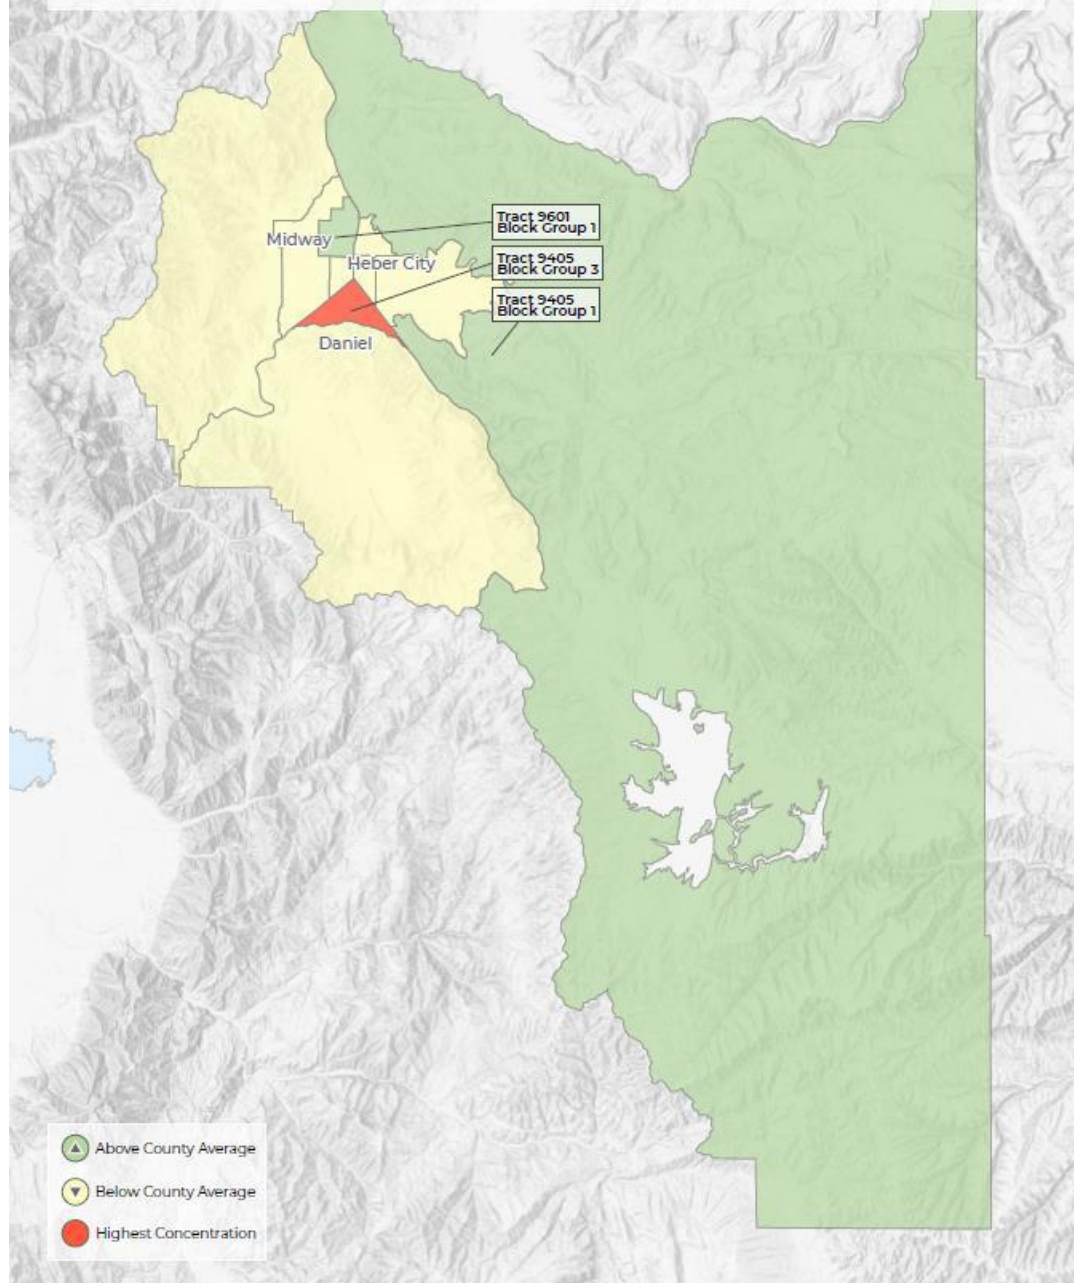 Tract 9601
Block Group 1
Midway
Heber City
Tract 9405
Block Group 3
Tract 9405
Block Group 1
Daniel
Above County Average
Below County Average
Highest Concentration